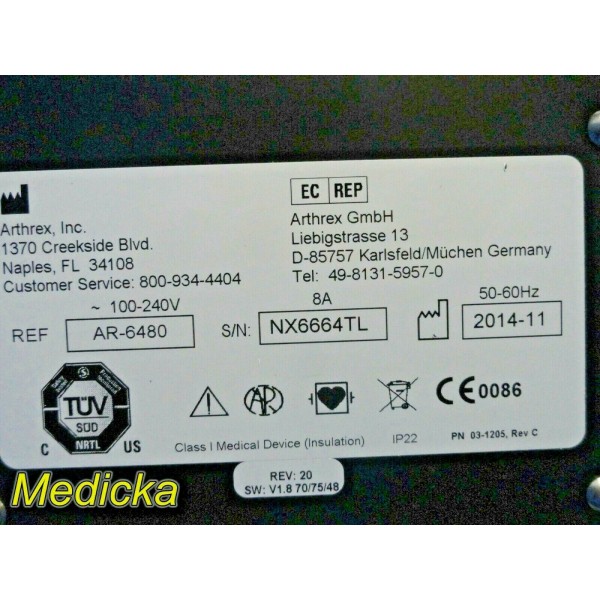 EC REP
Arthrex, Inc.
1370 Creekside Blvd.
Naples, FL 34108
Customer Service: 800-934-4404
Arthrex GmbH
Liebigstrasse 13
D-85757 Karlsfeld/Müchen Germany
Tel: 49-8131-5957-0
~ 100-240V
8A
50-60Hz
REF AR-6480
S/N: NX6664TL
2014-11
TÜV
SÜD
NRTL
C US
CE 0086
Class I Medical Device (Insulation)
IP22
PN 03-1205, Rev C
REV: 20
SW: V1.8 70/75/48
Medicka